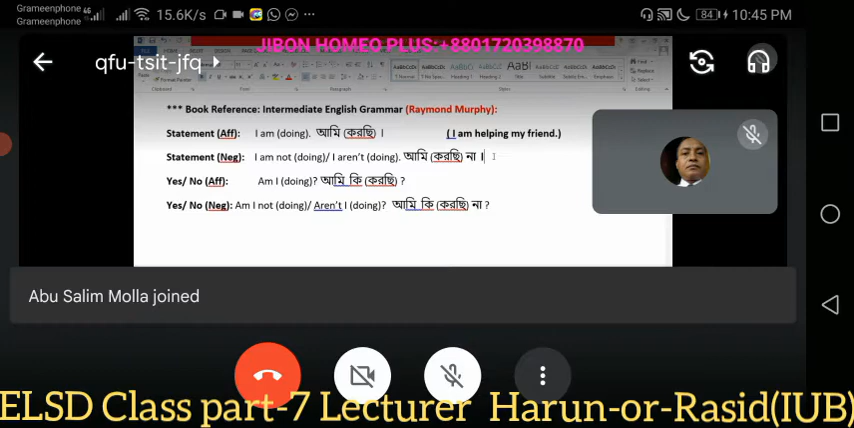 Grameenphone 4G
Grameenphone
15.6K/s
84
10:45 PM
JIBON HOMEO PLUS:+8801720398870
qfu-tsit-jfq
*** Book Reference: Intermediate English Grammar (Raymond Murphy):
Statement (Aff) I am (doing). আমি (করছি) । ( I am helping my friend.)
Statement (Neg) I am not (doing)/ I aren't (doing). আমি (করছি) না ।
Yes/ No (Aff): Am I (doing)? আমি কি (করছি) ?
Yes/ No (Neg): Am I not (doing)/ Aren't I (doing)? আমি কি (করছি) না ?
Abu Salim Molla joined
ELSD Class part-7 Lecturer Harun-or-Rasid(IUB)